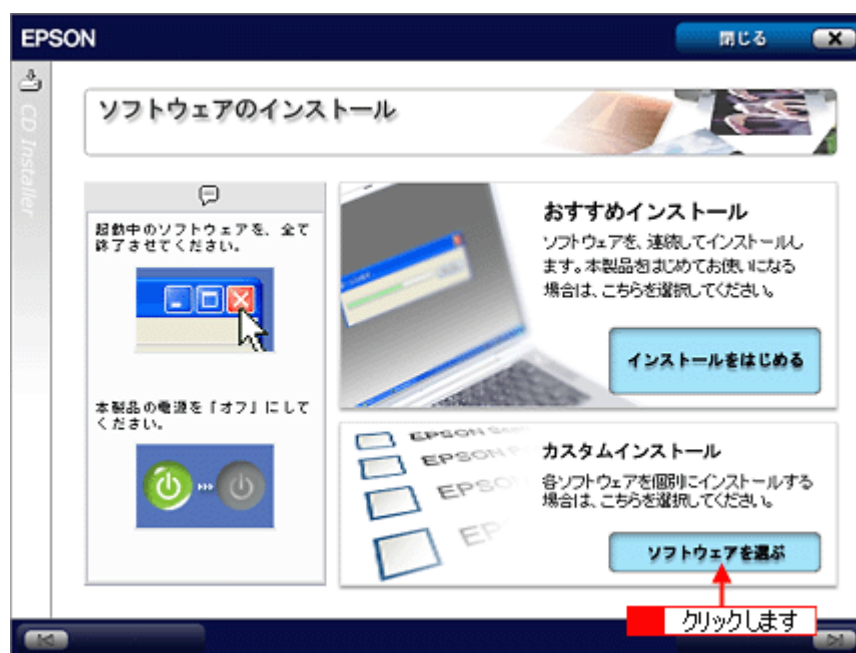 EPSON
閉じる
CD Installer
ソフトウェアのインストール
起動中のソフトウェアを、全て
終了させてください。
本製品の電源を「オフ」にして
ください。
おすすめインストール
ソフトウェアを、連続してインストールし
ます。本製品をはじめてお使いになる
場合は、こちらを選択してください。
インストールをはじめる
EPSON
EPSON
EPSO
EP
カスタムインストール
各ソフトウェアを個別にインストールする
場合は、こちらを選択してください。
ソフトウェアを選ぶ
クリックします